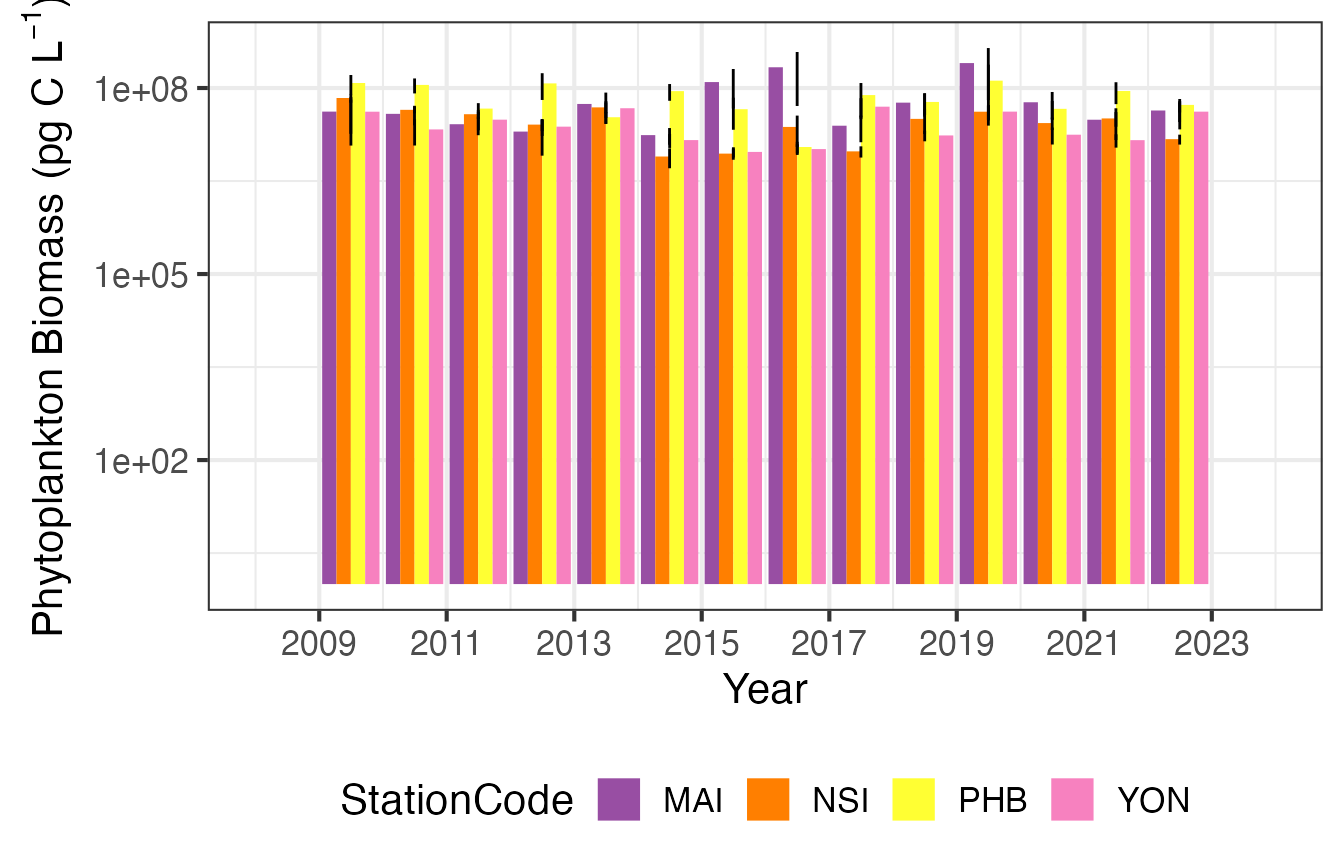 Phytoplankton Biomass (pg C L⁻¹)
1e+08
1e+05
1e+02
2009 2011 2013 2015 2017 2019 2021 2023
Year
StationCode MAI NSI PHB YON